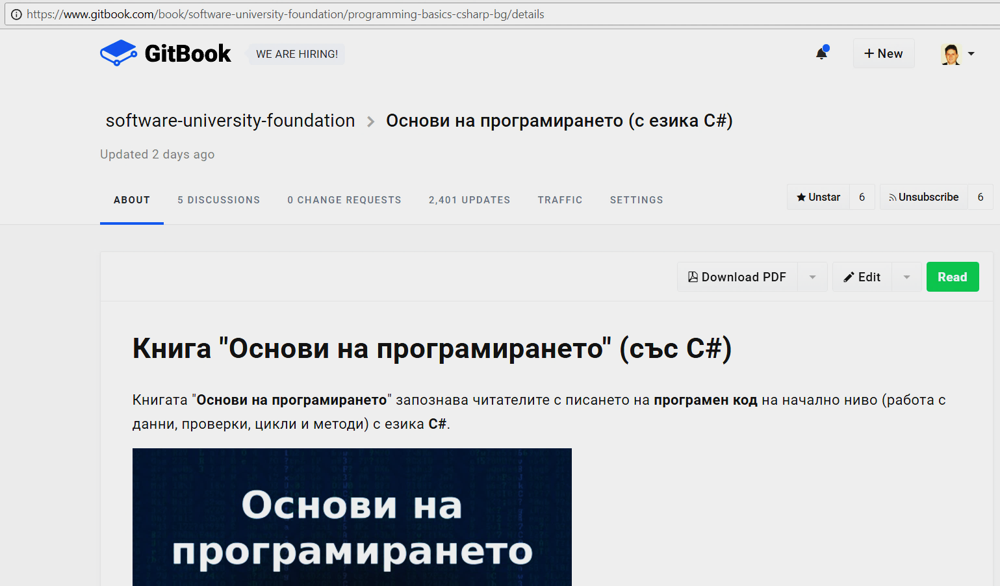 https://www.gitbook.com/book/software-university-foundation/programming-basics-csharp-bg/details
GitBook WE ARE HIRING! + New
software-university-foundation > Основи на програмирането (с езика C#)
Updated 2 days ago
ABOUT 5 DISCUSSIONS 0 CHANGE REQUESTS 2,401 UPDATES TRAFFIC SETTINGS Unstar 6 Unsubscribe 6
Download PDF Edit Read
Книга "Основи на програмирането" (със C#)
Книгата "Основи на програмирането" запознава читателите с писането на програмен код на начално ниво (работа с
данни, проверки, цикли и методи) с езика C#.
Основи на
програмирането